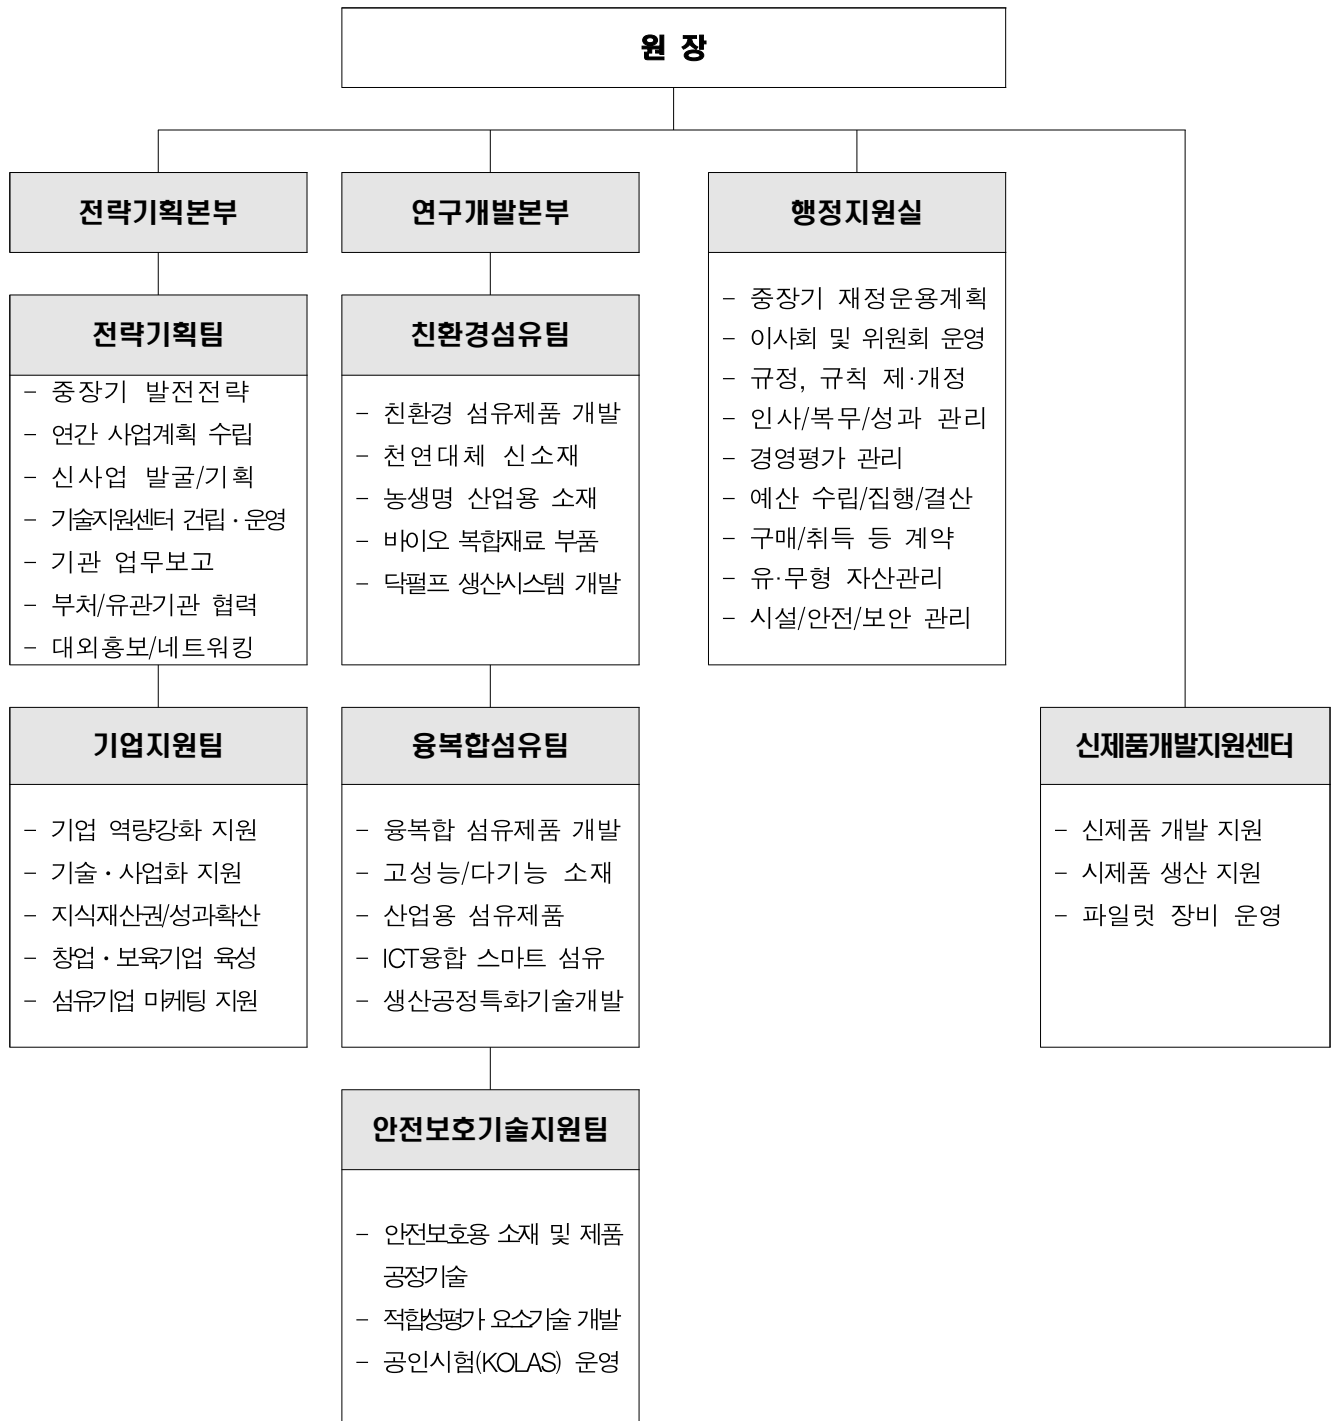 원 장
전략기획본부
전략기획팀
- 중장기 발전전략
- 연간 사업계획 수립
- 신사업 발굴/기획
- 기술지원센터 건립·운영
- 기관 업무보고
- 부처/유관기관 협력
- 대외홍보/네트워킹
기업지원팀
- 기업 역량강화 지원
- 기술·사업화 지원
- 지식재산권/성과확산
- 창업·보육기업 육성
- 섬유기업 마케팅 지원
연구개발본부
친환경섬유팀
- 친환경 섬유제품 개발
- 천연대체 신소재
- 농생명 산업용 소재
- 바이오 복합재료 부품
- 닥펄프 생산시스템 개발
융복합섬유팀
- 융복합 섬유제품 개발
- 고성능/다기능 소재
- 산업용 섬유제품
- ICT융합 스마트 섬유
- 생산공정특화기술개발
안전보호기술지원팀
- 안전보호용 소재 및 제품
공정기술
- 적합성평가 요소기술 개발
- 공인시험(KOLAS) 운영
행정지원실
- 중장기 재정운용계획
- 이사회 및 위원회 운영
- 규정, 규칙 제·개정
- 인사/복무/성과 관리
- 경영평가 관리
- 예산 수립/집행/결산
- 구매/취득 등 계약
- 유·무형 자산관리
- 시설/안전/보안 관리
신제품개발지원센터
- 신제품 개발 지원
- 시제품 생산 지원
- 파일럿 장비 운영